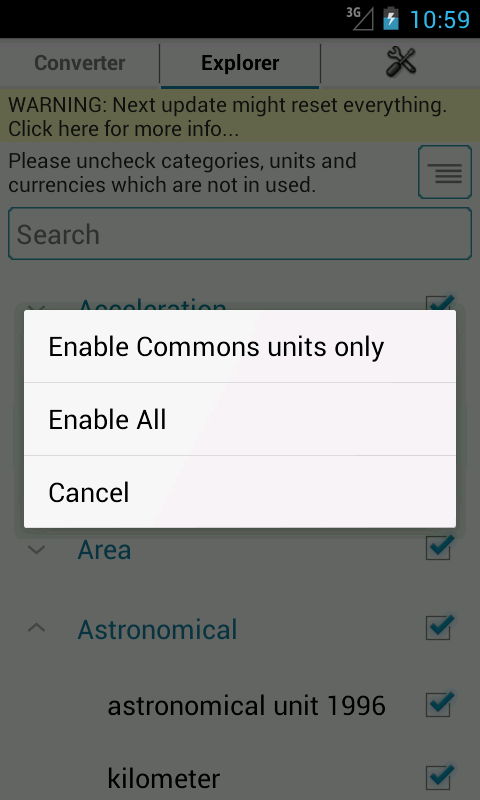 3G
10:59
Converter
Explorer
WARNING: Next update might reset everything.
Click here for more info...
Please uncheck categories, units and
currencies which are not in used.
Search
Acceleration
Enable Commons units only
Enable All
Cancel
Area
Astronomical
astronomical unit 1996
kilometer